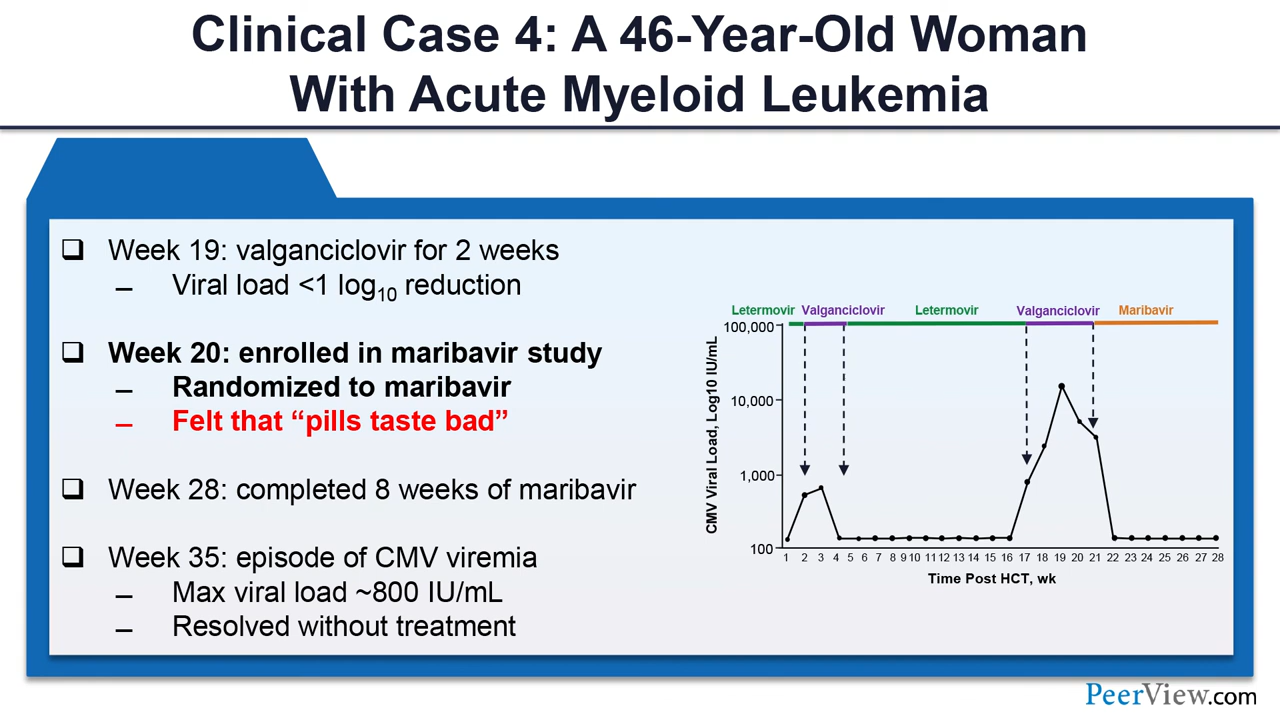 Clinical Case 4: A 46-Year-Old Woman
With Acute Myeloid Leukemia
Week 19: valganciclovir for 2 weeks
– Viral load <1 log10 reduction
Week 20: enrolled in maribavir study
– Randomized to maribavir
– Felt that “pills taste bad”
Week 28: completed 8 weeks of maribavir
Week 35: episode of CMV viremia
– Max viral load ~800 IU/mL
– Resolved without treatment
Letermovir Valganciclovir Letermovir Valganciclovir Maribavir
CMV Viral Load, Log10 IU/mL
100,000
10,000
1,000
100
1 2 3 4 5 6 7 8 9 10 11 12 13 14 15 16 17 18 19 20 21 22 23 24 25 26 27 28
Time Post HCT, wk
PeerView.com